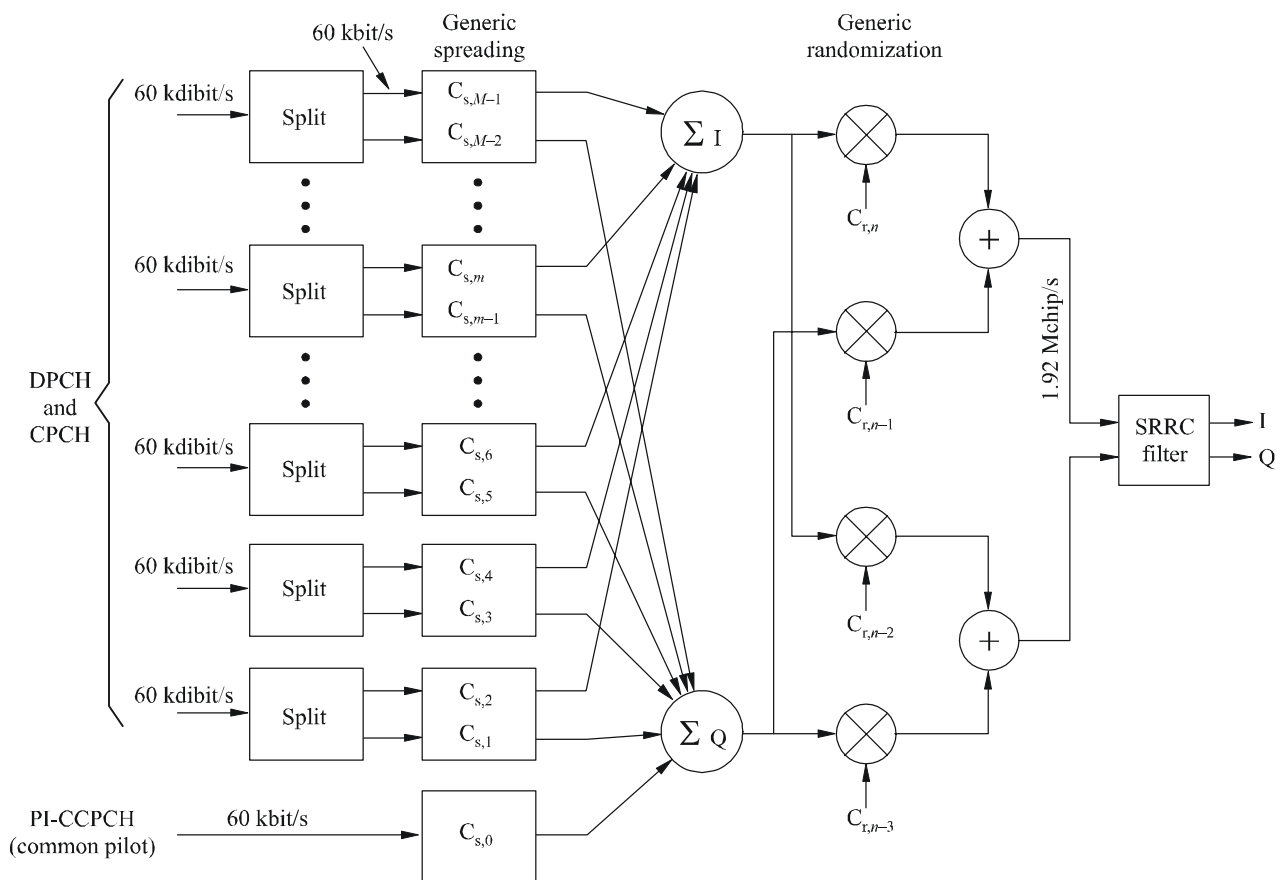 60 kbit/s
Generic
spreading
Generic
randomization
60 kdibit/s
Split
C_s,M–1
C_s,M–2
Σ I
C_r,n
+
60 kdibit/s
Split
C_s,m
C_s,m–1
1.92 Mchip/s
C_r,n–1
DPCH
and
CPCH
60 kdibit/s
Split
C_s,6
C_s,5
SRRC
filter
I
Q
60 kdibit/s
Split
C_s,4
C_s,3
C_r,n–2
+
60 kdibit/s
Split
C_s,2
C_s,1
Σ Q
C_r,n–3
PI-CCPCH
(common pilot)
60 kbit/s
C_s,0